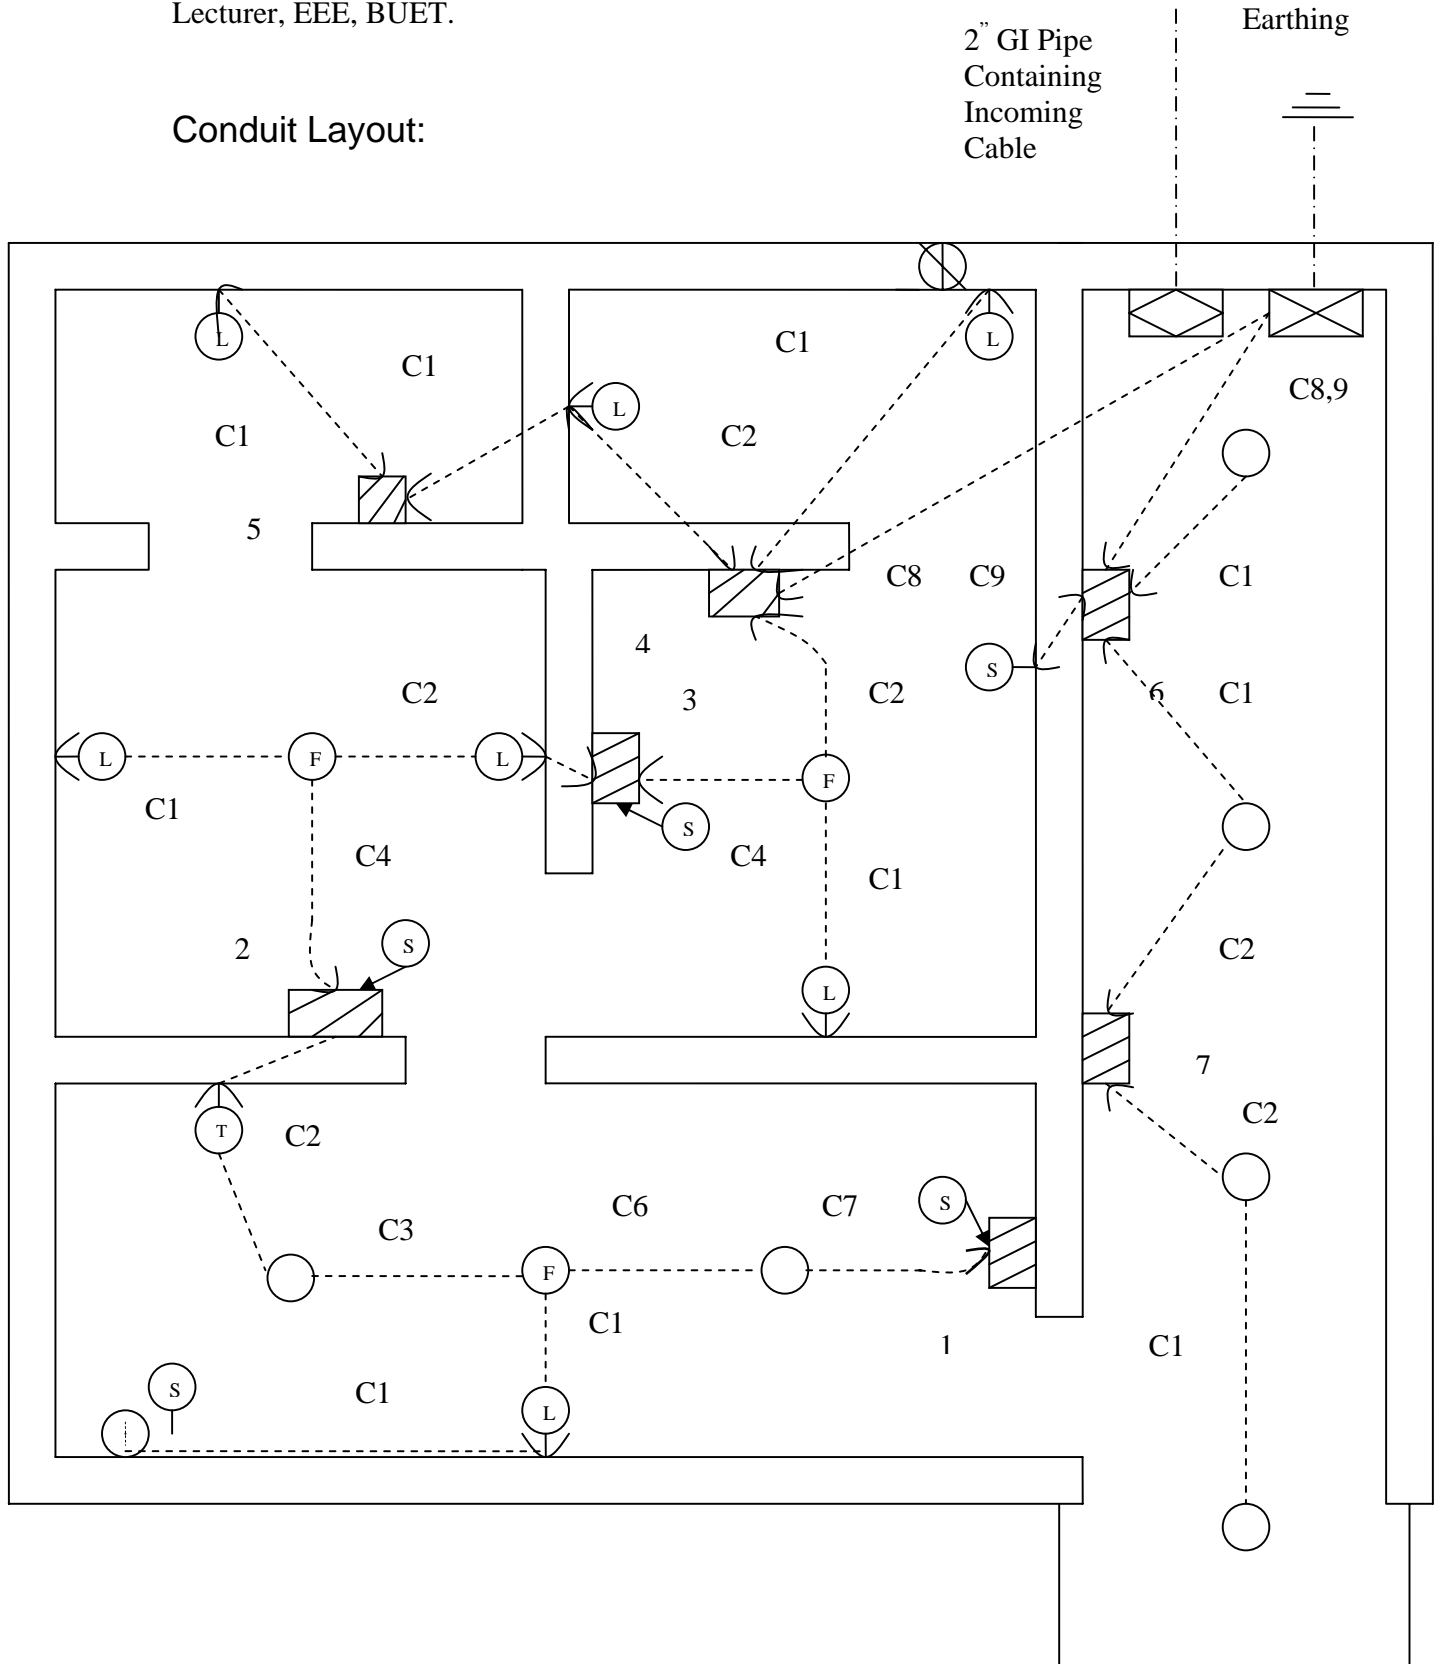 Lecturer, EEE, BUET.
Earthing
2” GI Pipe
Containing
Incoming
Cable
Conduit Layout:
L
C1
L
C1
C8,9
L
C1
C2
5
C8
C9
C1
4
S
C2
3
C2
6
C1
L
F
L
F
C1
S
C4
C4
C1
2
S
C2
L
7
C2
T
C2
C3
C6
C7
S
F
C1
1
C1
S
C1
L